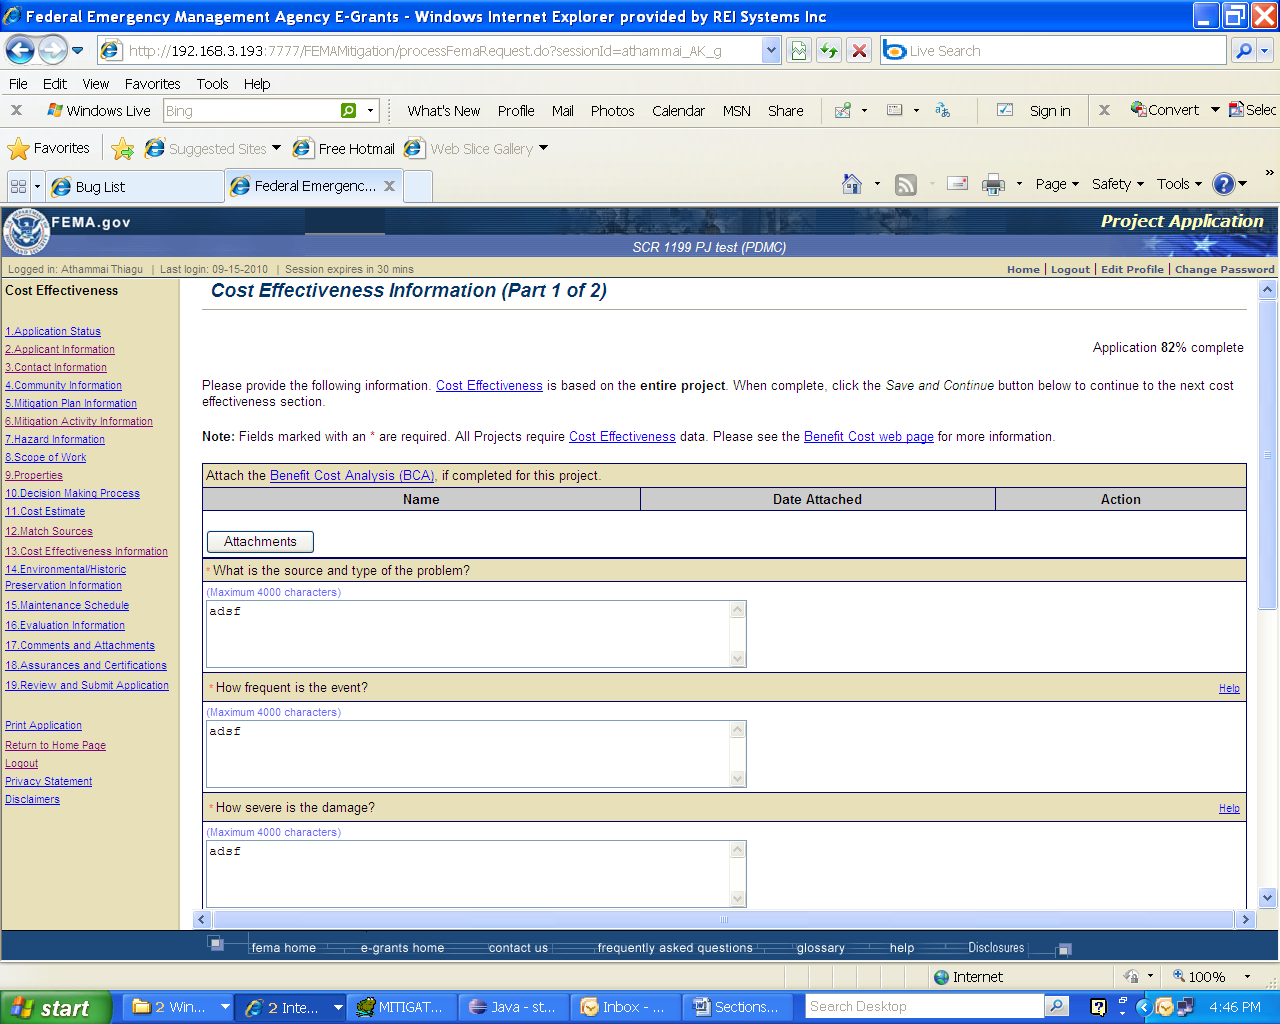 Federal Emergency Management Agency E-Grants - Windows Internet Explorer provided by REI Systems Inc
http://192.168.3.193:7777/FEMAMitigation/processFemaRequest.do?sessionId=athammai_AK_g
Live Search
File Edit View Favorites Tools Help
Windows Live Bing What's New Profile Mail Photos Calendar MSN Share Sign in Convert Selec
Favorites Suggested Sites Free Hotmail Web Slice Gallery
Bug List Federal Emergenc... Page Safety Tools
FEMA.gov
Project Application
SCR 1199 PJ test (PDMC)
Logged in: Athammai Thiagu | Last login: 09-15-2010 | Session expires in 30 mins
Home | Logout | Edit Profile | Change Password
Cost Effectiveness
1.Application Status
2.Applicant Information
3.Contact Information
4.Community Information
5.Mitigation Plan Information
6.Mitigation Activity Information
7.Hazard Information
8.Scope of Work
9.Properties
10.Decision Making Process
11.Cost Estimate
12.Match Sources
13.Cost Effectiveness Information
14.Environmental/Historic
Preservation Information
15.Maintenance Schedule
16.Evaluation Information
17.Comments and Attachments
18.Assurances and Certifications
19.Review and Submit Application
Print Application
Return to Home Page
Logout
Privacy Statement
Disclaimers
Cost Effectiveness Information (Part 1 of 2)
Application 82% complete
Please provide the following information. Cost Effectiveness is based on the entire project. When complete, click the Save and Continue button below to continue to the next cost
effectiveness section.
Note: Fields marked with an * are required. All Projects require Cost Effectiveness data. Please see the Benefit Cost web page for more information.
Attach the Benefit Cost Analysis (BCA), if completed for this project.
Name Date Attached Action
Attachments
* What is the source and type of the problem?
(Maximum 4000 characters)
adsf
* How frequent is the event? Help
(Maximum 4000 characters)
adsf
* How severe is the damage? Help
(Maximum 4000 characters)
adsf
fema home e-grants home contact us frequently asked questions glossary help Disclosures
Internet 100%
start 2 Win... 2 Inte... MITIGAT... Java - st... Inbox - ... Sections... Search Desktop 4:46 PM